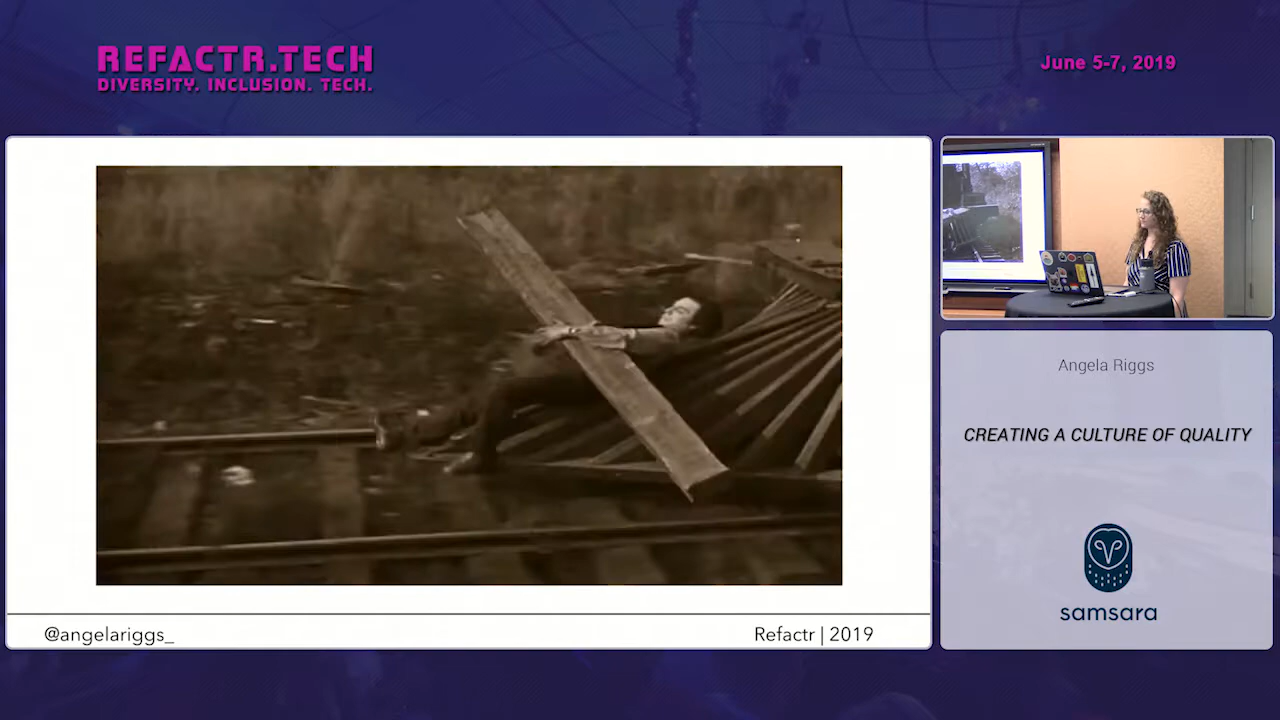 REFACTR.TECH
DIVERSITY. INCLUSION. TECH.
June 5-7, 2019
Angela Riggs
CREATING A CULTURE OF QUALITY
samsara
@angelariggs_
Refactr | 2019